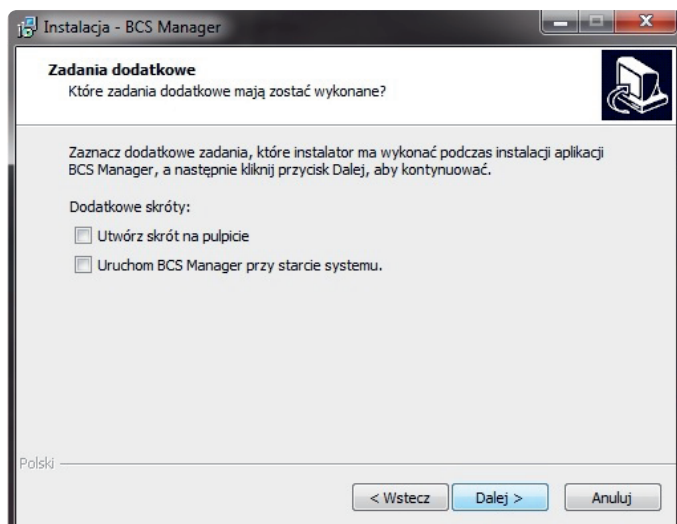 Instalacja - BCS Manager
Zadania dodatkowe
Które zadania dodatkowe mają zostać wykonane?
Zaznacz dodatkowe zadania, które instalator ma wykonać podczas instalacji aplikacji
BCS Manager, a następnie kliknij przycisk Dalej, aby kontynuować.
Dodatkowe skróty:
Utwórz skrót na pulpicie
Uruchom BCS Manager przy starcie systemu.
Polski
< Wstecz Dalej > Anuluj